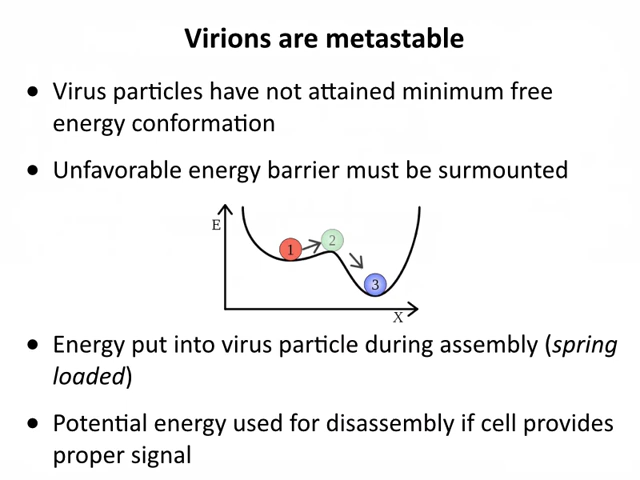 Virions are metastable
● Virus particles have not attained minimum free
energy conformation
● Unfavorable energy barrier must be surmounted
E
1
2
3
X
● Energy put into virus particle during assembly (spring
loaded)
● Potential energy used for disassembly if cell provides
proper signal